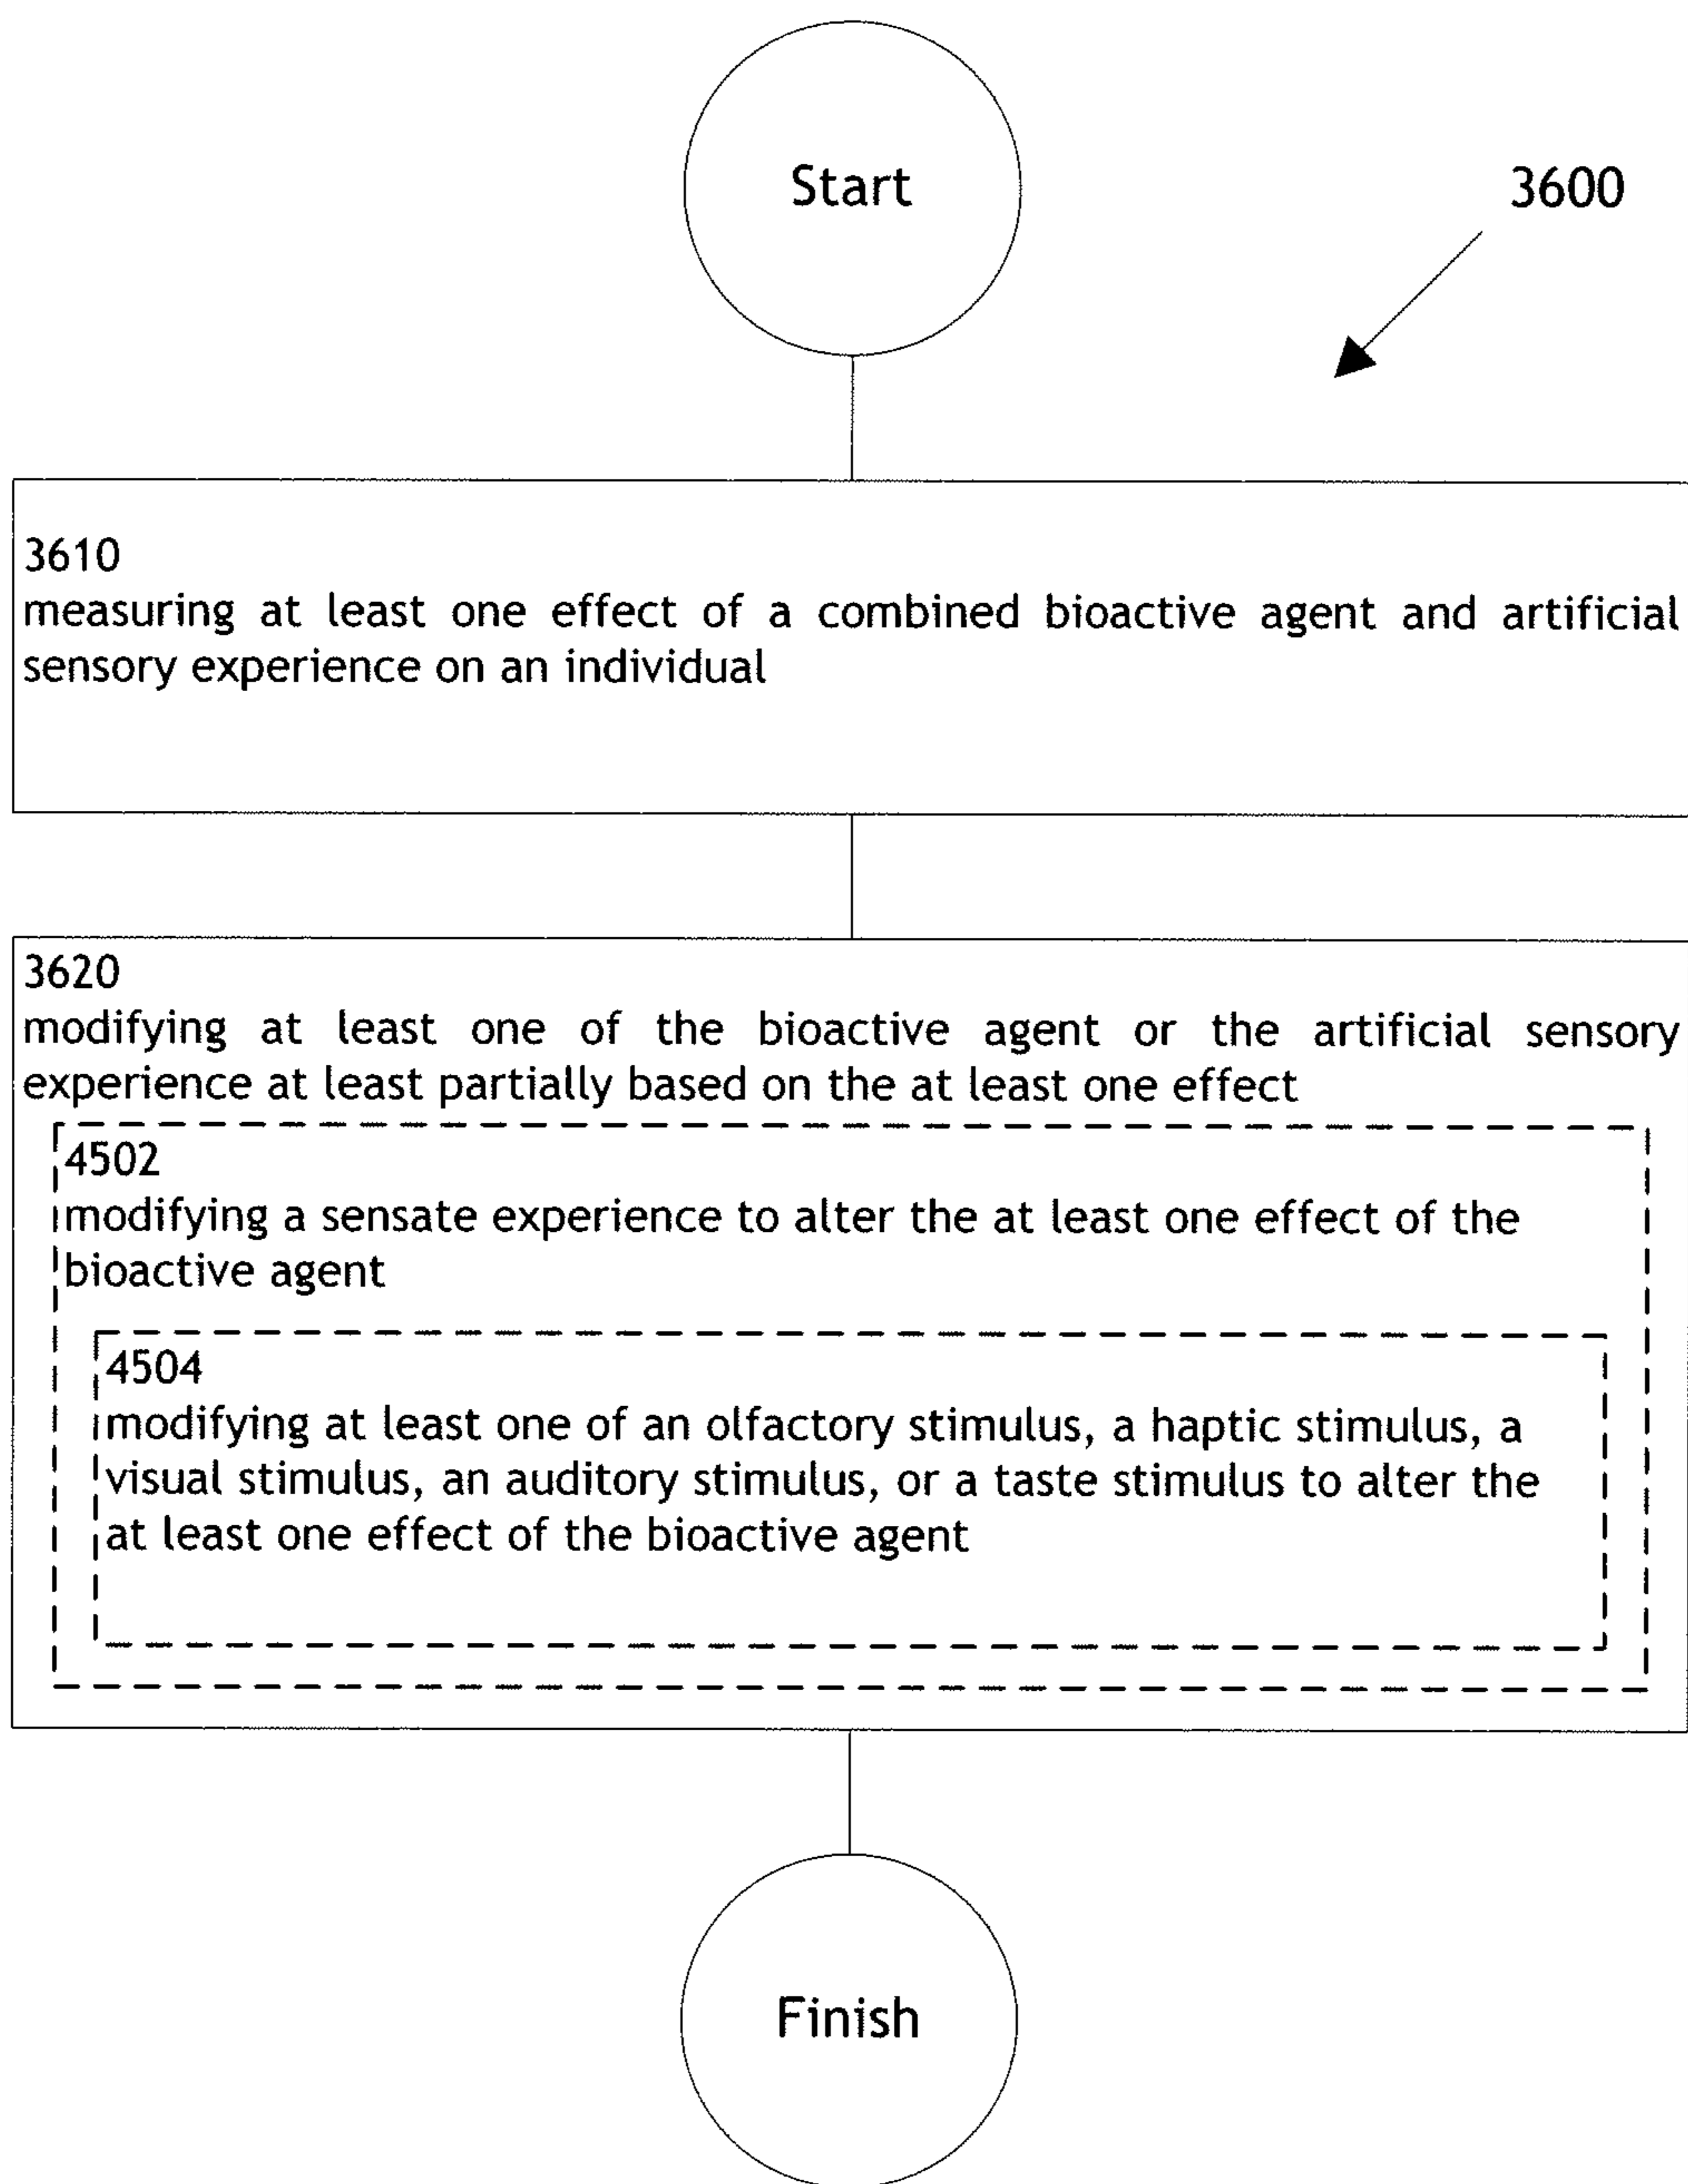 Start
3600
3610
measuring at least one effect of a combined bioactive agent and artificial
sensory experience on an individual
3620
modifying at least one of the bioactive agent or the artificial sensory
experience at least partially based on the at least one effect
4502
modifying a sensate experience to alter the at least one effect of the
bioactive agent
4504
modifying at least one of an olfactory stimulus, a haptic stimulus, a
visual stimulus, an auditory stimulus, or a taste stimulus to alter the
at least one effect of the bioactive agent
Finish